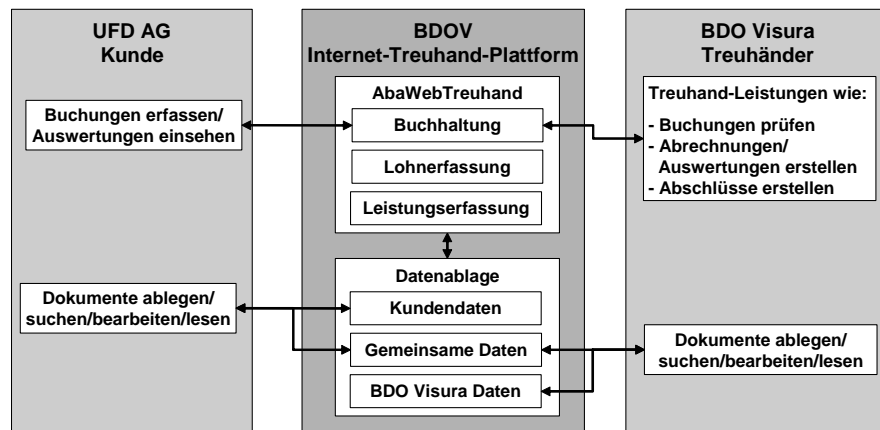 UFD AG
Kunde
Buchungen erfassen/
Auswertungen einsehen
Dokumente ablegen/
suchen/bearbeiten/lesen
BDOV
Internet-Treuhand-Plattform
AbaWebTreuhand
Buchhaltung
Lohnerfassung
Leistungserfassung
Datenablage
Kundendaten
Gemeinsame Daten
BDO Visura Daten
BDO Visura
Treuhänder
Treuhand-Leistungen wie:
- Buchungen prüfen
- Abrechnungen/
Auswertungen erstellen
- Abschlüsse erstellen
Dokumente ablegen/
suchen/bearbeiten/lesen